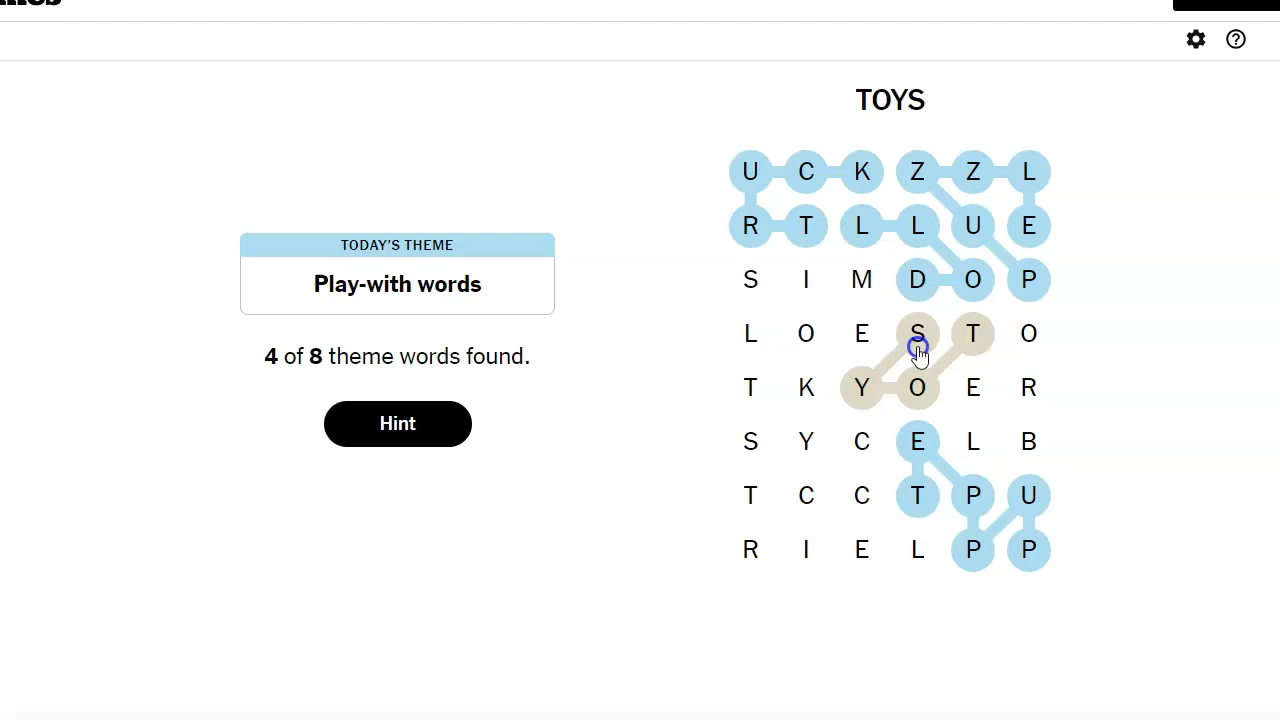 TOYS
U C K Z Z L
R T L L U E
TODAY'S THEME
Play-with words
S I M D O P
L O E S T O
4 of 8 theme words found.
T K Y O E R
Hint
S Y C E L B
T C C T P U
R I E L P P